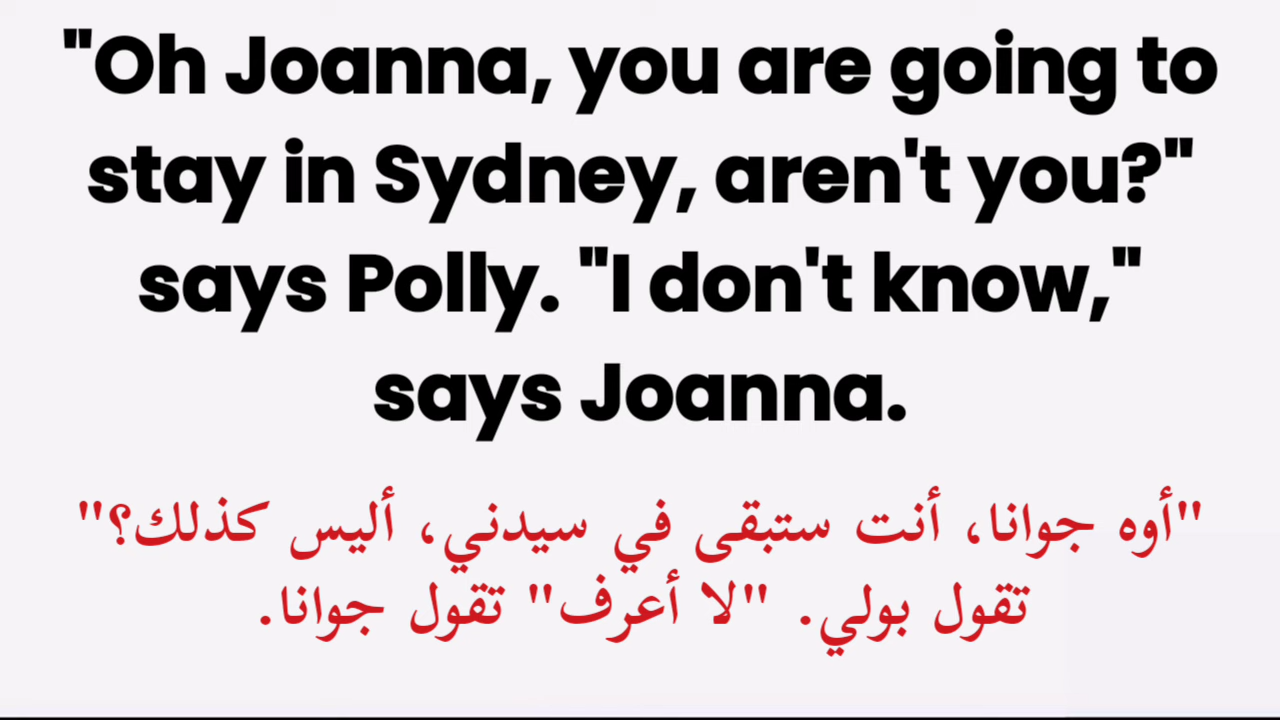 "Oh Joanna, you are going to
stay in Sydney, aren't you?"
says Polly. "I don't know,"
says Joanna.
"أوه جوانا، أنت ستبقى في سيدني، أليس كذلك؟"
تقول بولي. "لا أعرف" تقول جوانا.